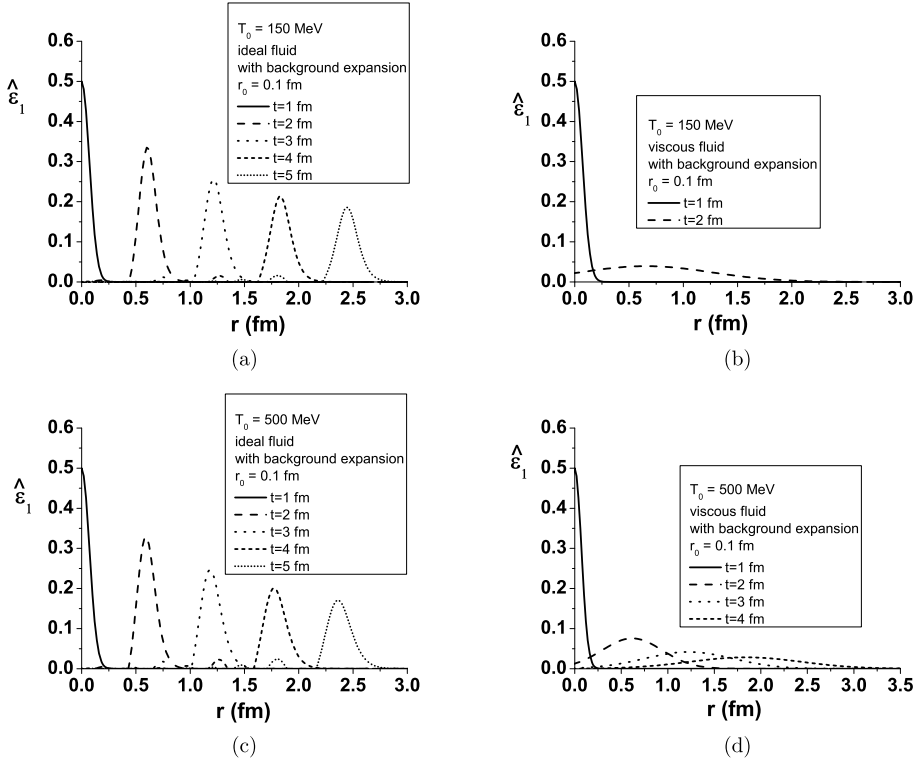 T0 = 150 MeV
ideal fluid
with background expansion
r0 = 0.1 fm
t=1 fm
t=2 fm
t=3 fm
t=4 fm
t=5 fm
ε̂1
0.6
0.5
0.4
0.3
0.2
0.1
0.0
0.0 0.5 1.0 1.5 2.0 2.5 3.0
r (fm)
(a)
T0 = 150 MeV
viscous fluid
with background expansion
r0 = 0.1 fm
t=1 fm
t=2 fm
ε̂1
0.6
0.5
0.4
0.3
0.2
0.1
0.0
0.0 0.5 1.0 1.5 2.0 2.5 3.0
r (fm)
(b)
T0 = 500 MeV
ideal fluid
with background expansion
r0 = 0.1 fm
t=1 fm
t=2 fm
t=3 fm
t=4 fm
t=5 fm
ε̂1
0.6
0.5
0.4
0.3
0.2
0.1
0.0
0.0 0.5 1.0 1.5 2.0 2.5 3.0
r (fm)
(c)
T0 = 500 MeV
viscous fluid
with background expansion
r0 = 0.1 fm
t=1 fm
t=2 fm
t=3 fm
t=4 fm
ε̂1
0.6
0.5
0.4
0.3
0.2
0.1
0.0
0.0 0.5 1.0 1.5 2.0 2.5 3.0 3.5
r (fm)
(d)